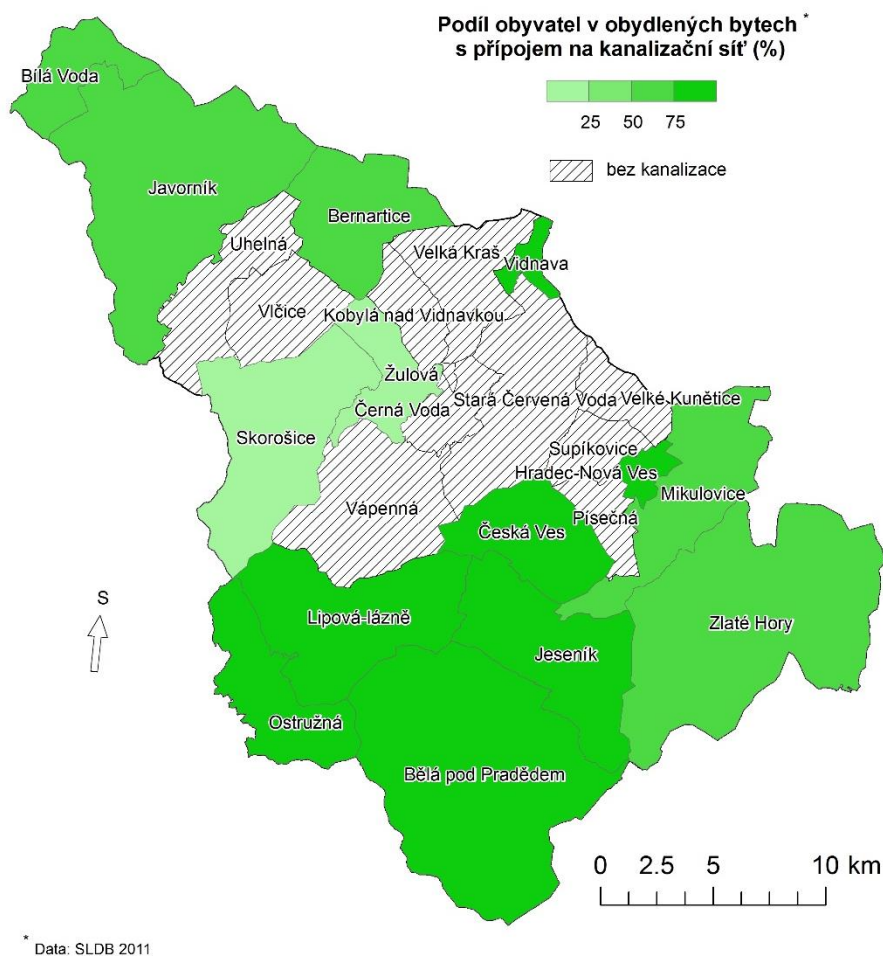 Podíl obyvatel v obydlených bytech *
s přípojem na kanalizační síť (%)
25 50 75
bez kanalizace
Bílá Voda
Javorník
Bernartice
Uhelná
Velká Kraš
Vidnava
Vlčice
Kobylá nad Vidnavkou
Žulová
Stará Červená Voda
Velké Kunětice
Černá Voda
Skorošice
Supíkovice
Hradec-Nová Ves
Mikulovice
Vápenná
Písečná
Česká Ves
Lipová-lázně
Zlaté Hory
Jeseník
Ostružná
Bělá pod Pradědem
S
0 2.5 5 10 km
* Data: SLDB 2011